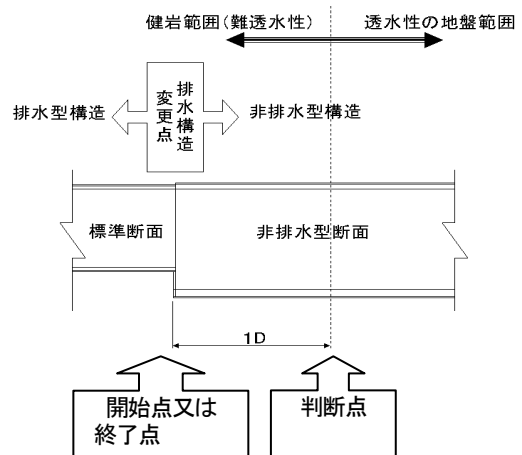 健岩範囲(難透水性)
透水性の地盤範囲
排水構造
変更点
排水型構造
非排水型構造
標準断面
非排水型断面
1D
開始点又は
終了点
判断点